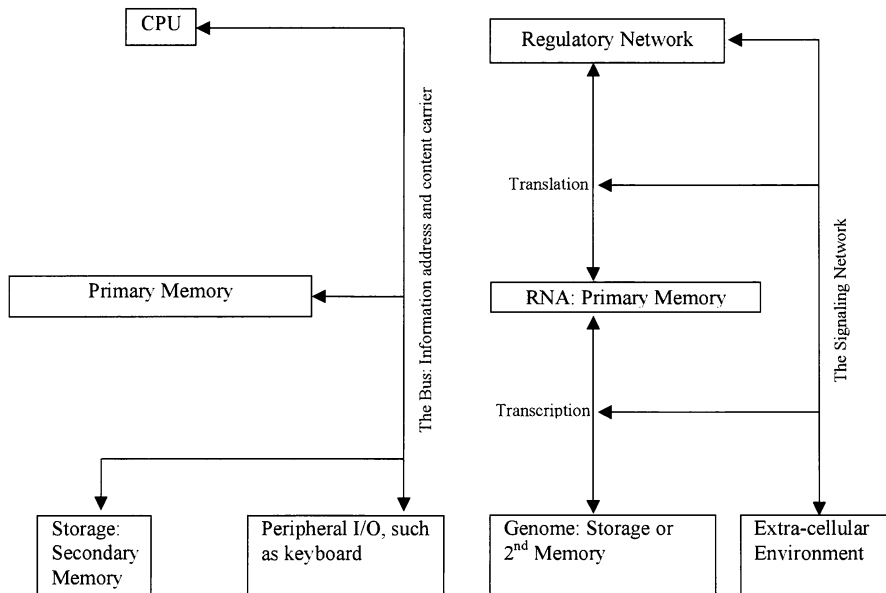 CPU
The Bus: Information address and content carrier
Primary Memory
Storage:
Secondary
Memory
Peripheral I/O, such
as keyboard
Regulatory Network
Translation
RNA: Primary Memory
The Signaling Network
Transcription
Genome: Storage or
2nd Memory
Extra-cellular
Environment